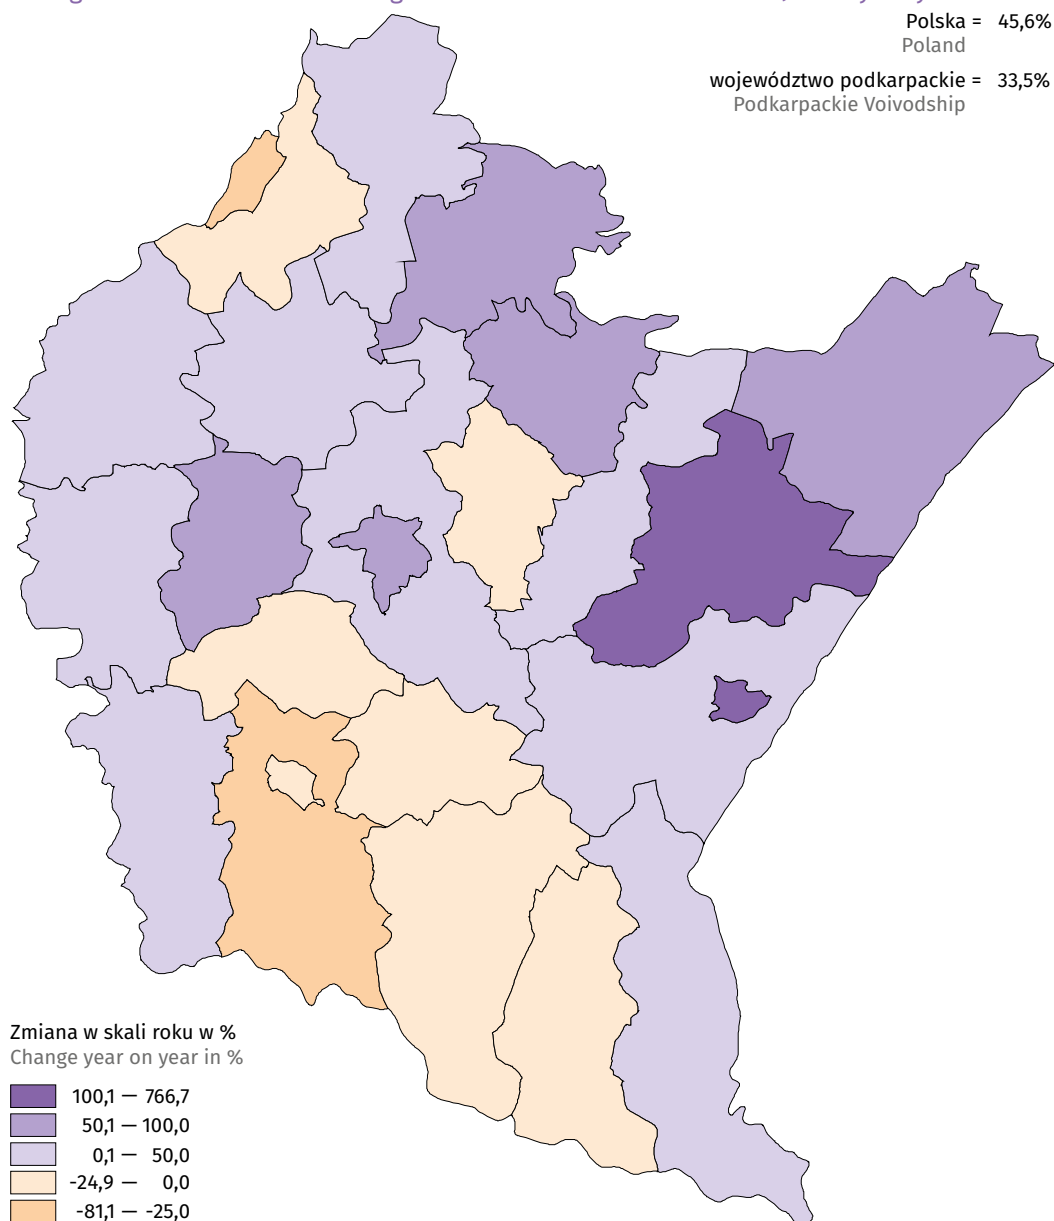 Polska = 45,6%
Poland
województwo podkarpackie = 33,5%
Podkarpackie Voivodship
Zmiana w skali roku w %
Change year on year in %
100,1 — 766,7
50,1 — 100,0
0,1 — 50,0
-24,9 — 0,0
-81,1 — -25,0